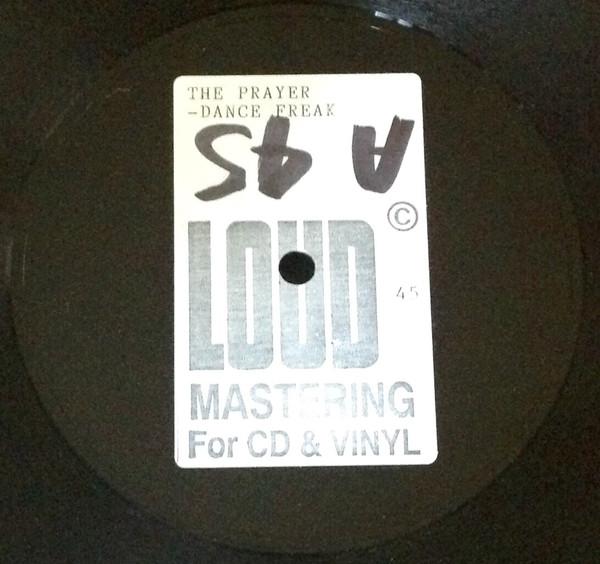 THE PRAYER
-DANCE FREAK
A 45
©
LOUD
45
MASTERING
For CD & VINYL